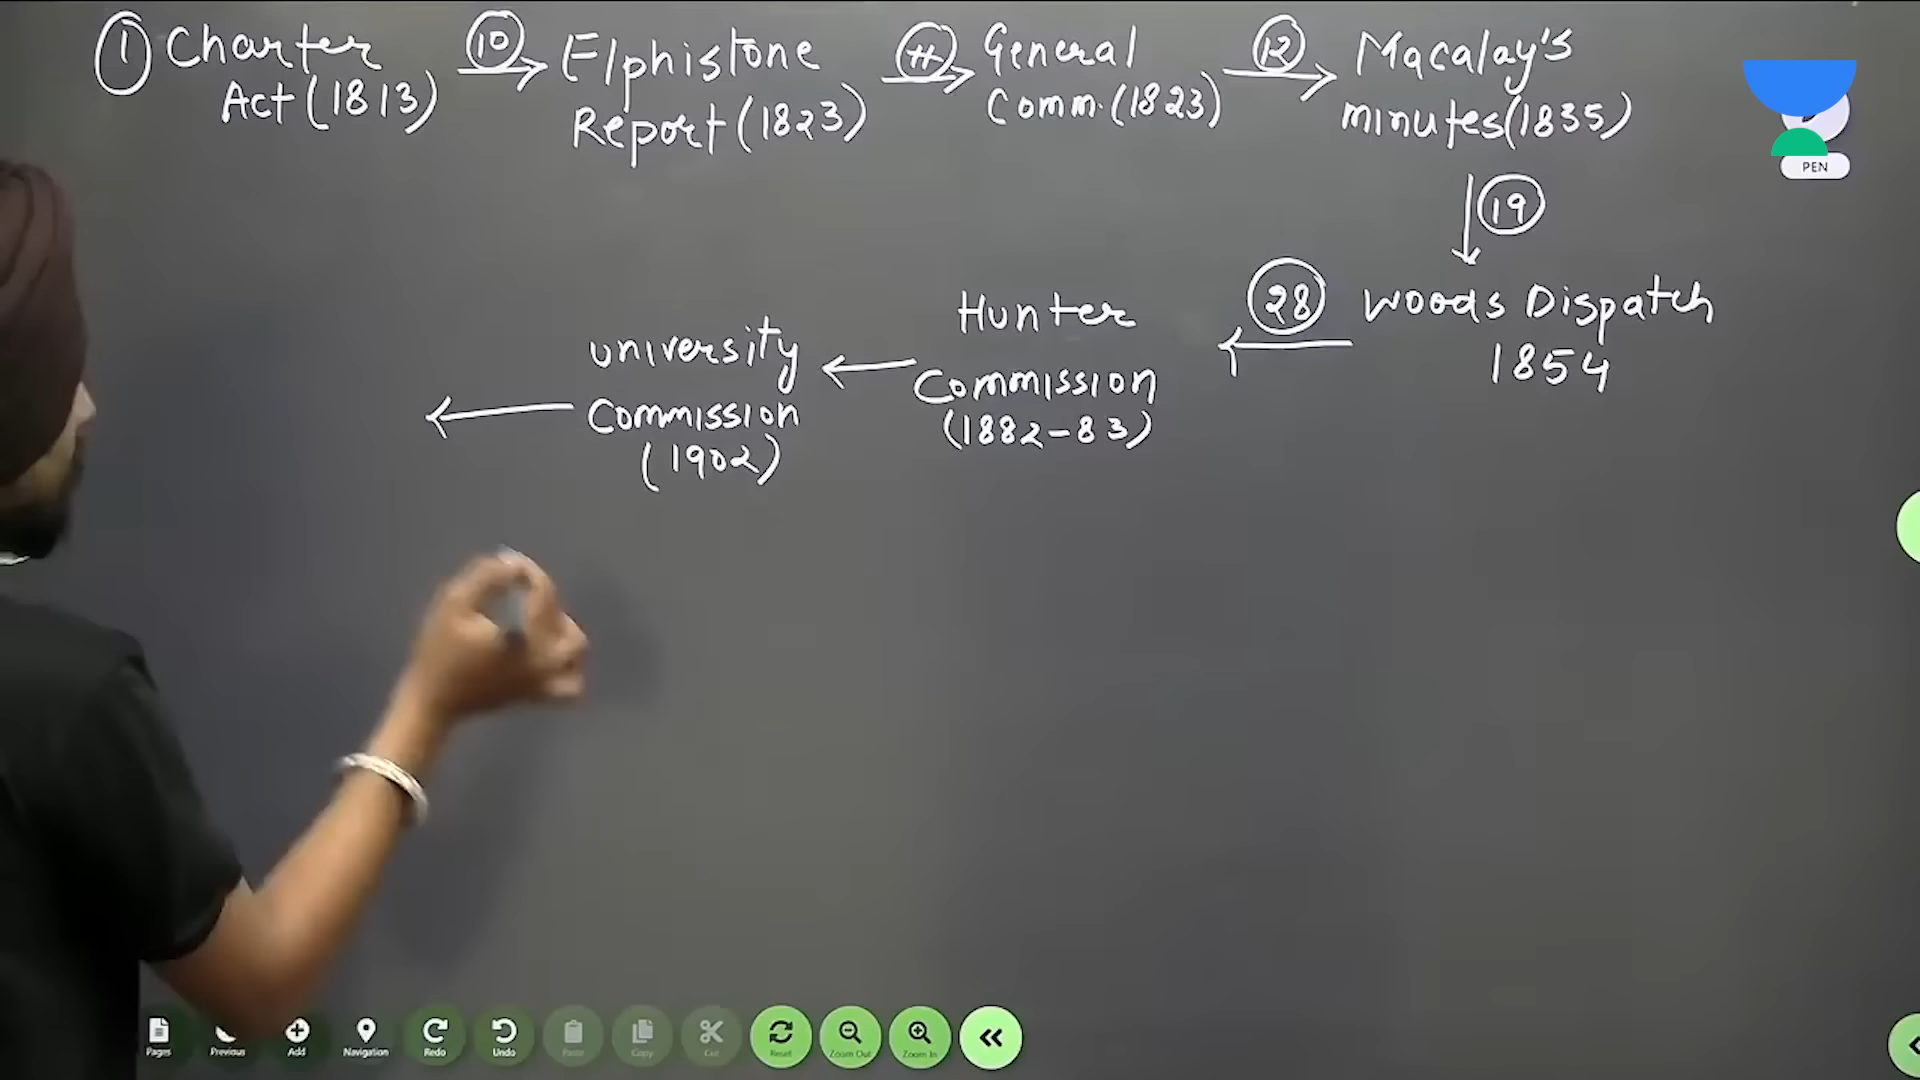 ① Charter
Act (1813)
⑩
Elphistone
Report (1823)
General
Comm. (1823)
⑫
Macalay's
minutes (1835)
PEN
⑲
Woods Dispatch
1854
㉘
Hunter
Commission
(1882-83)
University
Commission
(1902)
Pages
Previous
Add
Navigation
Redo
Undo
Paste
Copy
Cut
Reset
Zoom Out
Zoom In